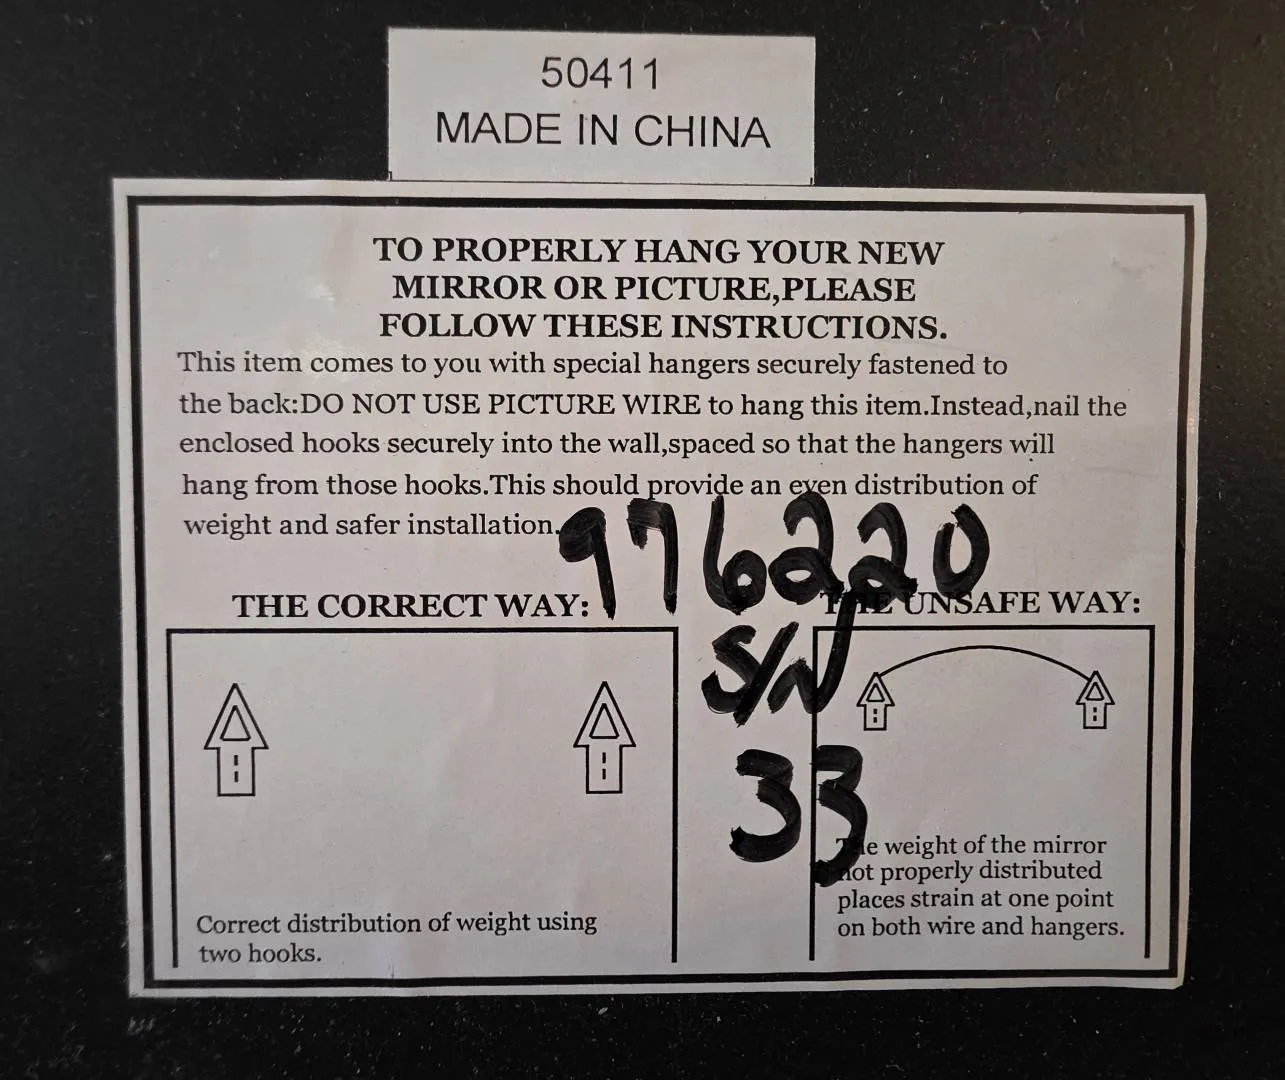 50411
MADE IN CHINA
TO PROPERLY HANG YOUR NEW
MIRROR OR PICTURE,PLEASE
FOLLOW THESE INSTRUCTIONS.
This item comes to you with special hangers securely fastened to
the back:DO NOT USE PICTURE WIRE to hang this item.Instead,nail the
enclosed hooks securely into the wall,spaced so that the hangers will
hang from those hooks.This should provide an even distribution of
weight and safer installation.
976220
S/N
33
THE CORRECT WAY:
Correct distribution of weight using
two hooks.
THE UNSAFE WAY:
The weight of the mirror
not properly distributed
places strain at one point
on both wire and hangers.